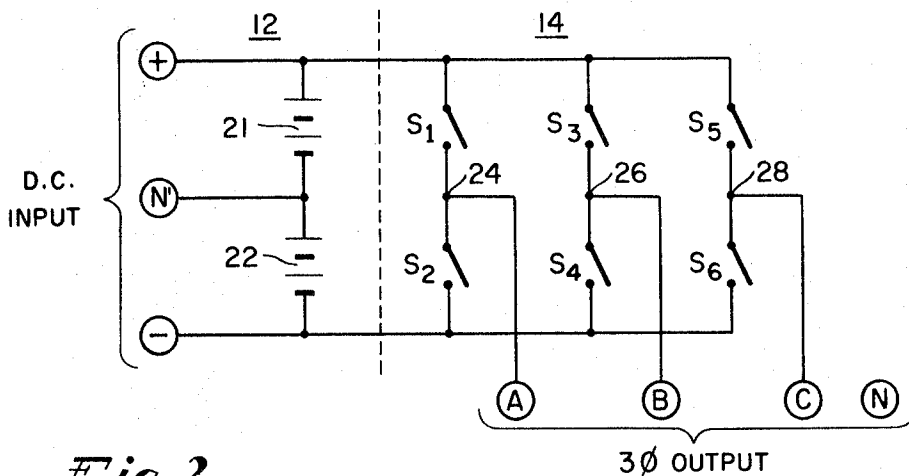 12
14
+
21
S1
S3
S5
D.C.
INPUT
N'
24
26
28
22
S2
S4
S6
−
A
B
C
N
3Ø OUTPUT
Fig. 2